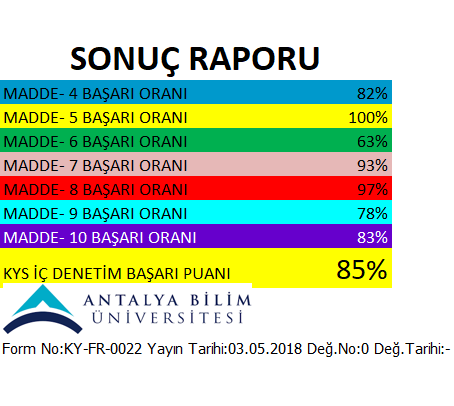 SONUÇ RAPORU
MADDE- 4 BAŞARI ORANI 82%
MADDE- 5 BAŞARI ORANI 100%
MADDE- 6 BAŞARI ORANI 63%
MADDE- 7 BAŞARI ORANI 93%
MADDE- 8 BAŞARI ORANI 97%
MADDE- 9 BAŞARI ORANI 78%
MADDE- 10 BAŞARI ORANI 83%
KYS İÇ DENETİM BAŞARI PUANI 85%
ANTALYA BİLİM
ÜNİVERSİTESİ
Form No:KY-FR-0022 Yayın Tarihi:03.05.2018 Değ.No:0 Değ.Tarihi:-